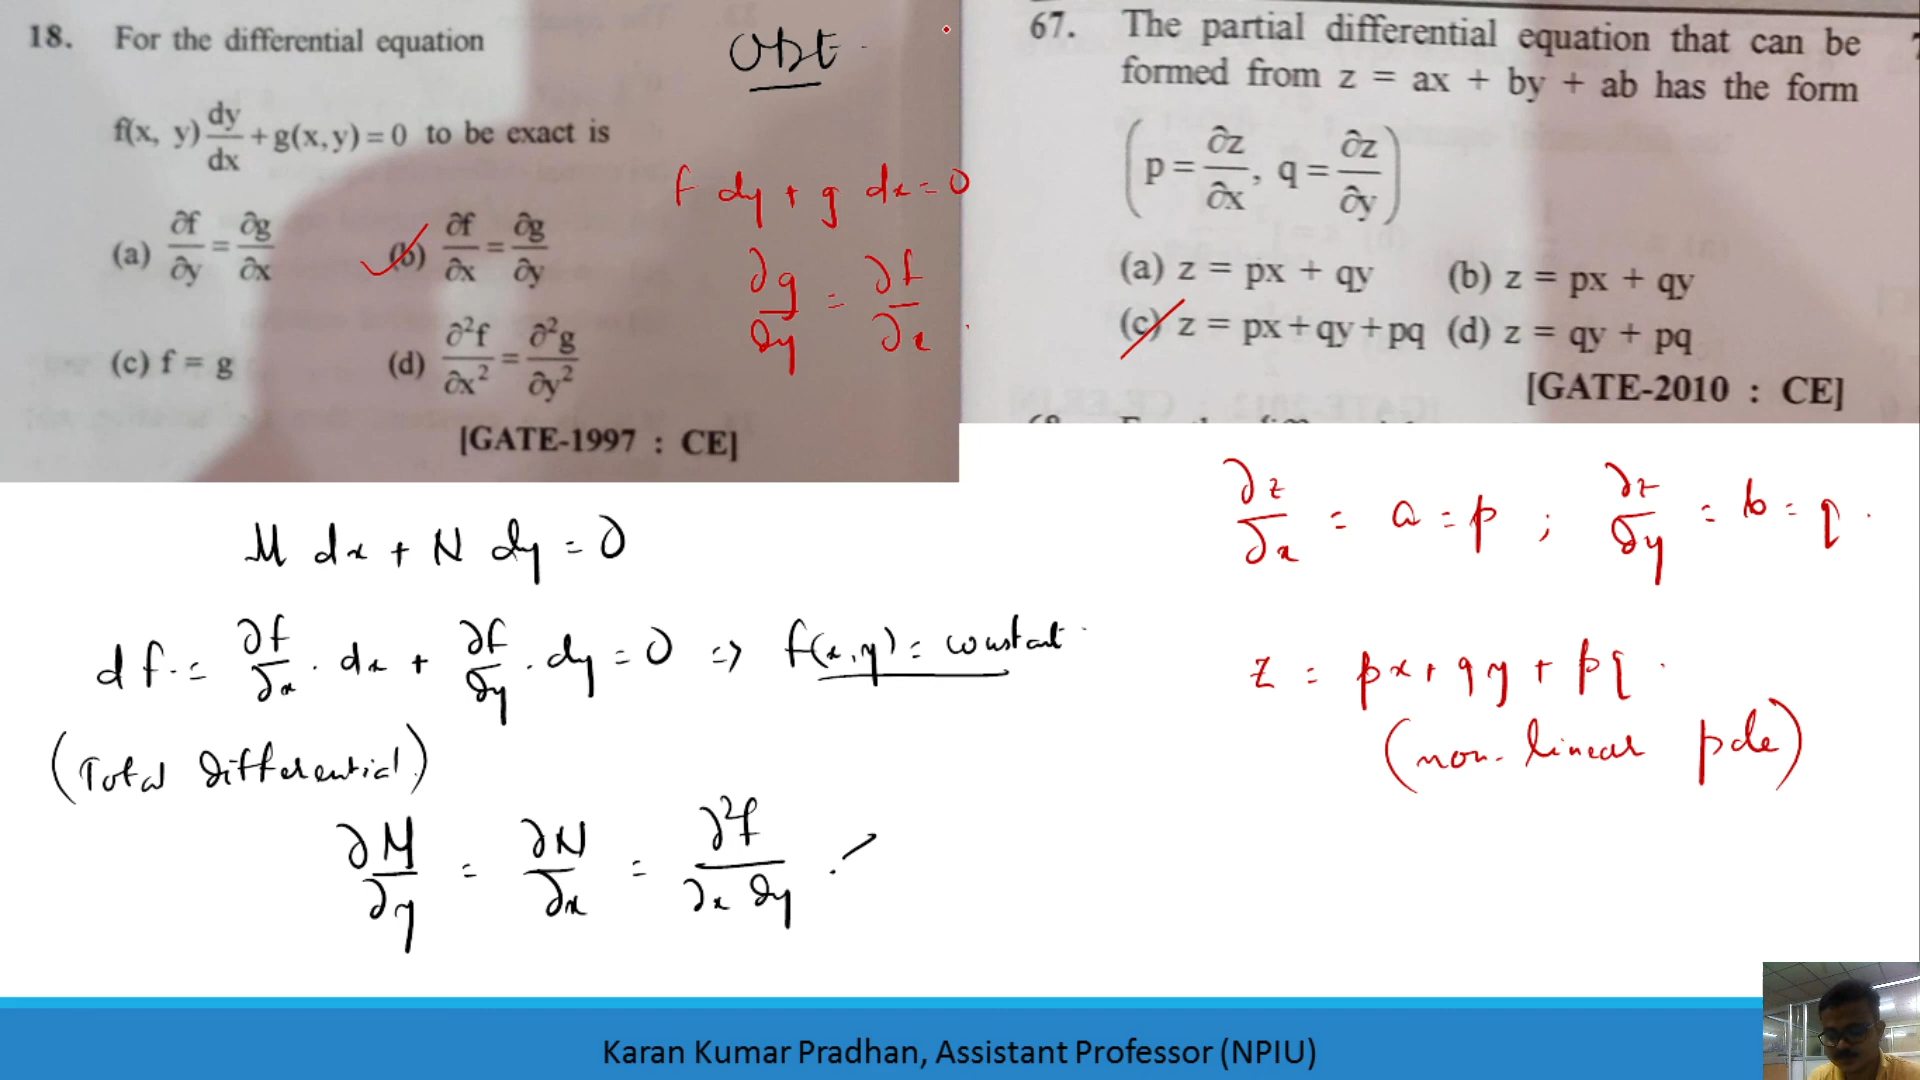 18. For the differential equation
f(x, y) dy/dx + g(x,y) = 0 to be exact is
(a) ∂f/∂y = ∂g/∂x (b) ∂f/∂x = ∂g/∂y
(c) f = g (d) ∂²f/∂x² = ∂²g/∂y²
[GATE-1997 : CE]
ODE
f dy + g dx = 0
∂g/∂y = ∂f/∂x
67. The partial differential equation that can be
formed from z = ax + by + ab has the form
(p = ∂z/∂x, q = ∂z/∂y)
(a) z = px + qy (b) z = px + qy
(c) z = px+qy+pq (d) z = qy + pq
[GATE-2010 : CE]
M dx + N dy = 0
df = ∂f/∂x . dx + ∂f/∂y . dy = 0 => f(x,y) = constant
(Total Differential)
∂M/∂y = ∂N/∂x = ∂²f/∂x ∂y
∂z/∂x = a = p ; ∂z/∂y = b = q .
z = px + qy + pq .
(non-linear pde)
Karan Kumar Pradhan, Assistant Professor (NPIU)